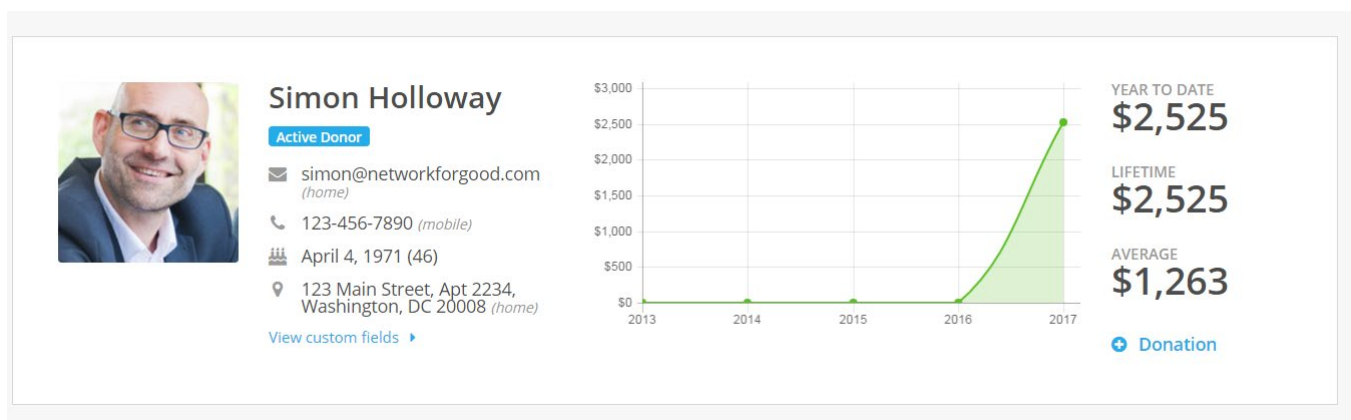 Simon Holloway
Active Donor
simon@networkforgood.com
(home)
123-456-7890 (mobile)
April 4, 1971 (46)
123 Main Street, Apt 2234,
Washington, DC 20008 (home)
View custom fields
$3,000
$2,500
$2,000
$1,500
$1,000
$500
$0
2013 2014 2015 2016 2017
YEAR TO DATE
$2,525
LIFETIME
$2,525
AVERAGE
$1,263
Donation